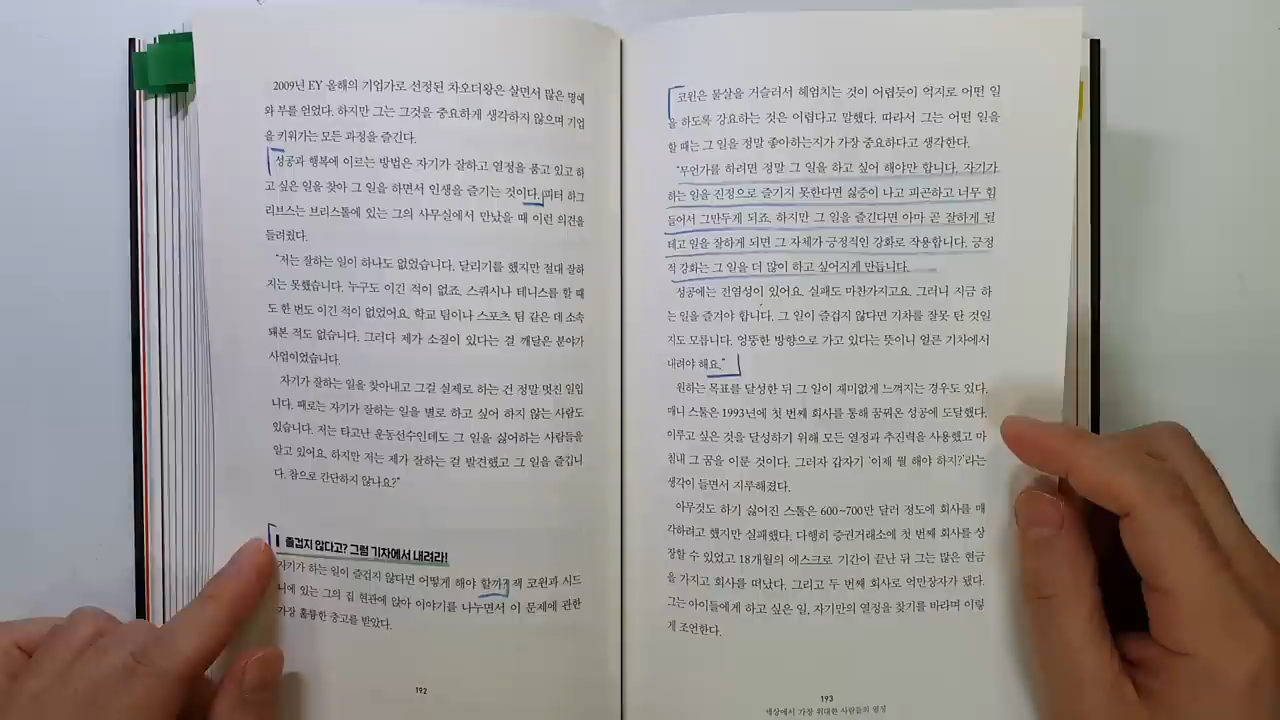 2009년 EY 올해의 기업가로 선정된 차오더왕은 살면서 많은 명예
와 부를 얻었다. 하지만 그는 그것을 중요하게 생각하지 않으며 기업
을 키워가는 모든 과정을 즐긴다.
성공과 행복에 이르는 방법은 자기가 잘하고 열정을 품고 있고 하
고 싶은 일을 찾아 그 일을 하면서 인생을 즐기는 것이다. 피터 하그
리브스는 브리스톨에 있는 그의 사무실에서 만났을 때 이런 의견을
들려줬다.
“저는 잘하는 일이 하나도 없었습니다. 달리기를 했지만 절대 잘하
지는 못했습니다. 누구도 이긴 적이 없죠. 스쿼시나 테니스를 할 때
도 한 번도 이긴 적이 없었어요. 학교 팀이나 스포츠 팀 같은 데 소속
돼본 적도 없습니다. 그러다 제가 소질이 있다는 걸 깨달은 분야가
사업이었습니다.
자기가 잘하는 일을 찾아내고 그걸 실제로 하는 건 정말 멋진 일입
니다. 때로는 자기가 잘하는 일을 별로 하고 싶어 하지 않는 사람도
있습니다. 저는 타고난 운동선수인데도 그 일을 싫어하는 사람들을
알고 있어요. 하지만 저는 제가 잘하는 걸 발견했고 그 일을 즐깁니
다. 참으로 간단하지 않나요?”
즐겁지 않다고? 그럼 기차에서 내려라!
자기가 하는 일이 즐겁지 않다면 어떻게 해야 할까? 잭 코윈과 시드
니에 있는 그의 집 현관에 앉아 이야기를 나누면서 이 문제에 관한
가장 훌륭한 충고를 받았다.
192
코윈은 물살을 거슬러서 헤엄치는 것이 어렵듯이 억지로 어떤 일
을 하도록 강요하는 것은 어렵다고 말했다. 따라서 그는 어떤 일을
할 때는 그 일을 정말 좋아하는지가 가장 중요하다고 생각한다.
“무언가를 하려면 정말 그 일을 하고 싶어 해야만 합니다. 자기가
하는 일을 진정으로 즐기지 못한다면 싫증이 나고 피곤하고 너무 힘
들어서 그만두게 되죠. 하지만 그 일을 즐긴다면 아마 곧 잘하게 될
테고 일을 잘하게 되면 그 자체가 긍정적인 강화로 작용합니다. 긍정
적 강화는 그 일을 더 많이 하고 싶어지게 만듭니다.
성공에는 전염성이 있어요. 실패도 마찬가지고요. 그러니 지금 하
는 일을 즐겨야 합니다. 그 일이 즐겁지 않다면 기차를 잘못 탄 것일
지도 모릅니다. 엉뚱한 방향으로 가고 있다는 뜻이니 얼른 기차에서
내려야 해요.”
원하는 목표를 달성한 뒤 그 일이 재미없게 느껴지는 경우도 있다.
매니 스툴은 1993년에 첫 번째 회사를 통해 꿈꿔온 성공에 도달했다.
이루고 싶은 것을 달성하기 위해 모든 열정과 추진력을 사용했고 마
침내 그 꿈을 이룬 것이다. 그러자 갑자기 ‘이제 뭘 해야 하지?’라는
생각이 들면서 지루해졌다.
아무것도 하기 싫어진 스툴은 600~700만 달러 정도에 회사를 매
각하려고 했지만 실패했다. 다행히 증권거래소에 첫 번째 회사를 상
장할 수 있었고 18개월의 에스크로 기간이 끝난 뒤 그는 많은 현금
을 가지고 회사를 떠났다. 그리고 두 번째 회사로 억만장자가 됐다.
그는 아이들에게 하고 싶은 일, 자기만의 열정을 찾기를 바라며 이렇
게 조언한다.
193
세상에서 가장 위대한 사람들의 열정